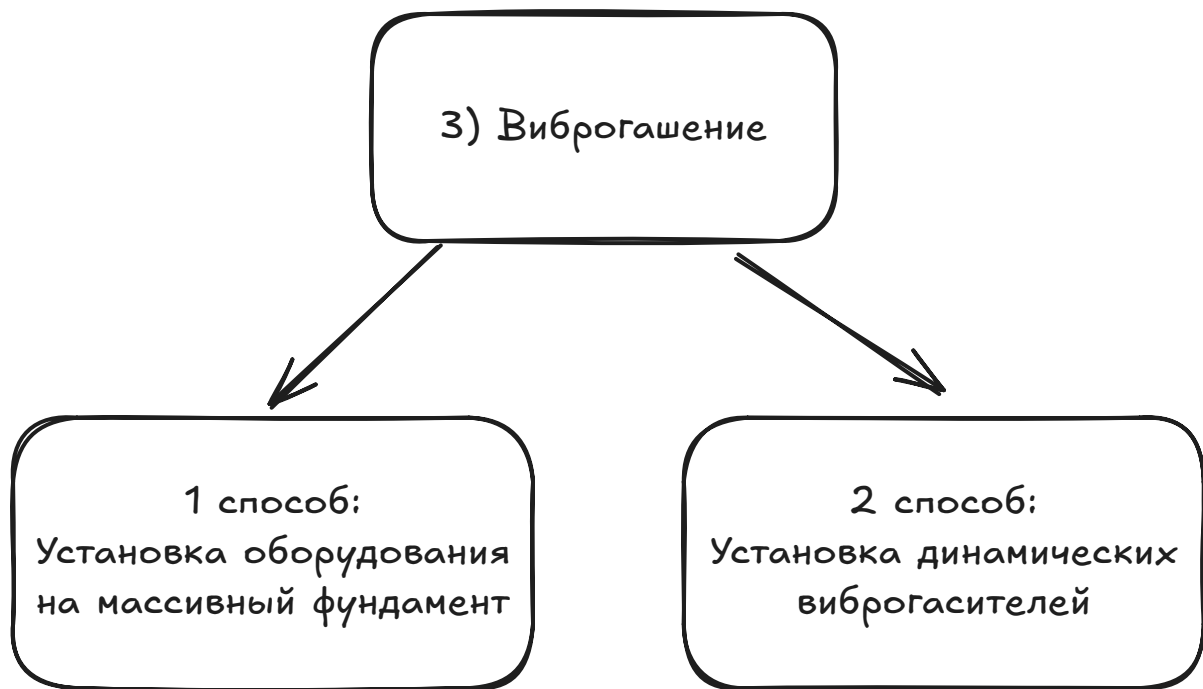 3) Виброгашение
1 способ:
Установка оборудования
на массивный фундамент
2 способ:
Установка динамических
виброгасителей